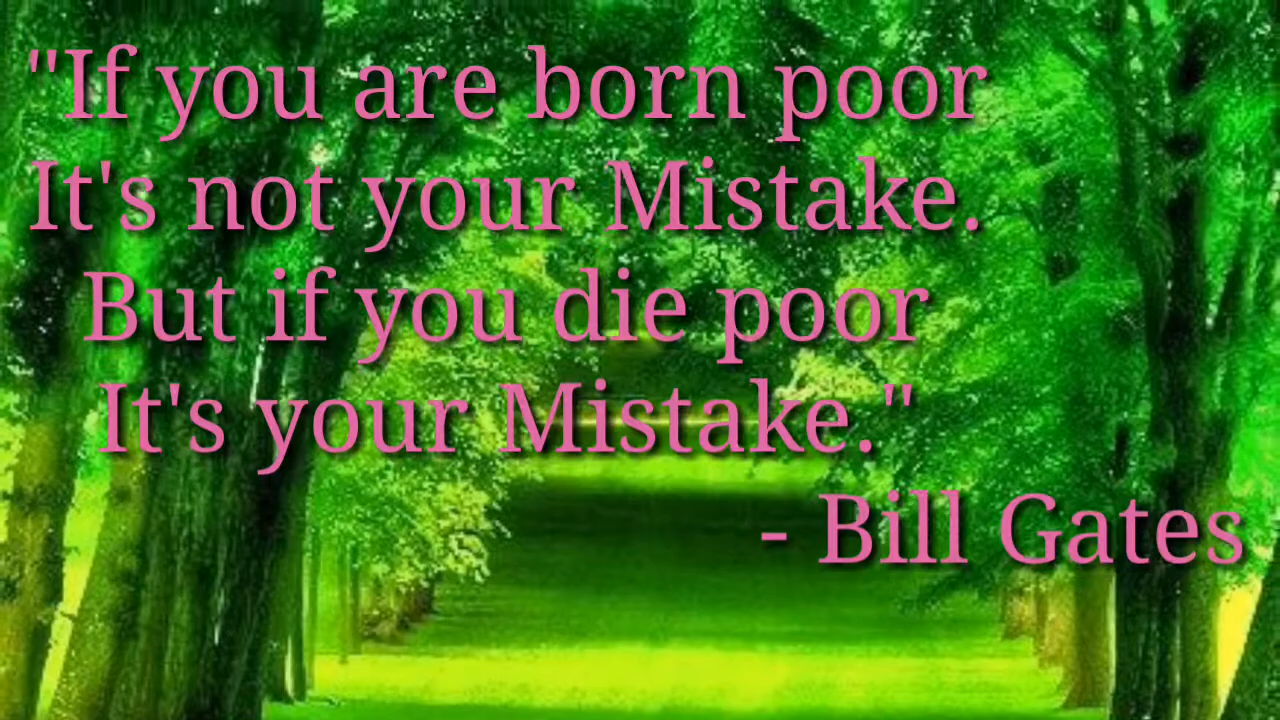 "If you are born poor
It's not your Mistake.
But if you die poor
It's your Mistake."
- Bill Gates